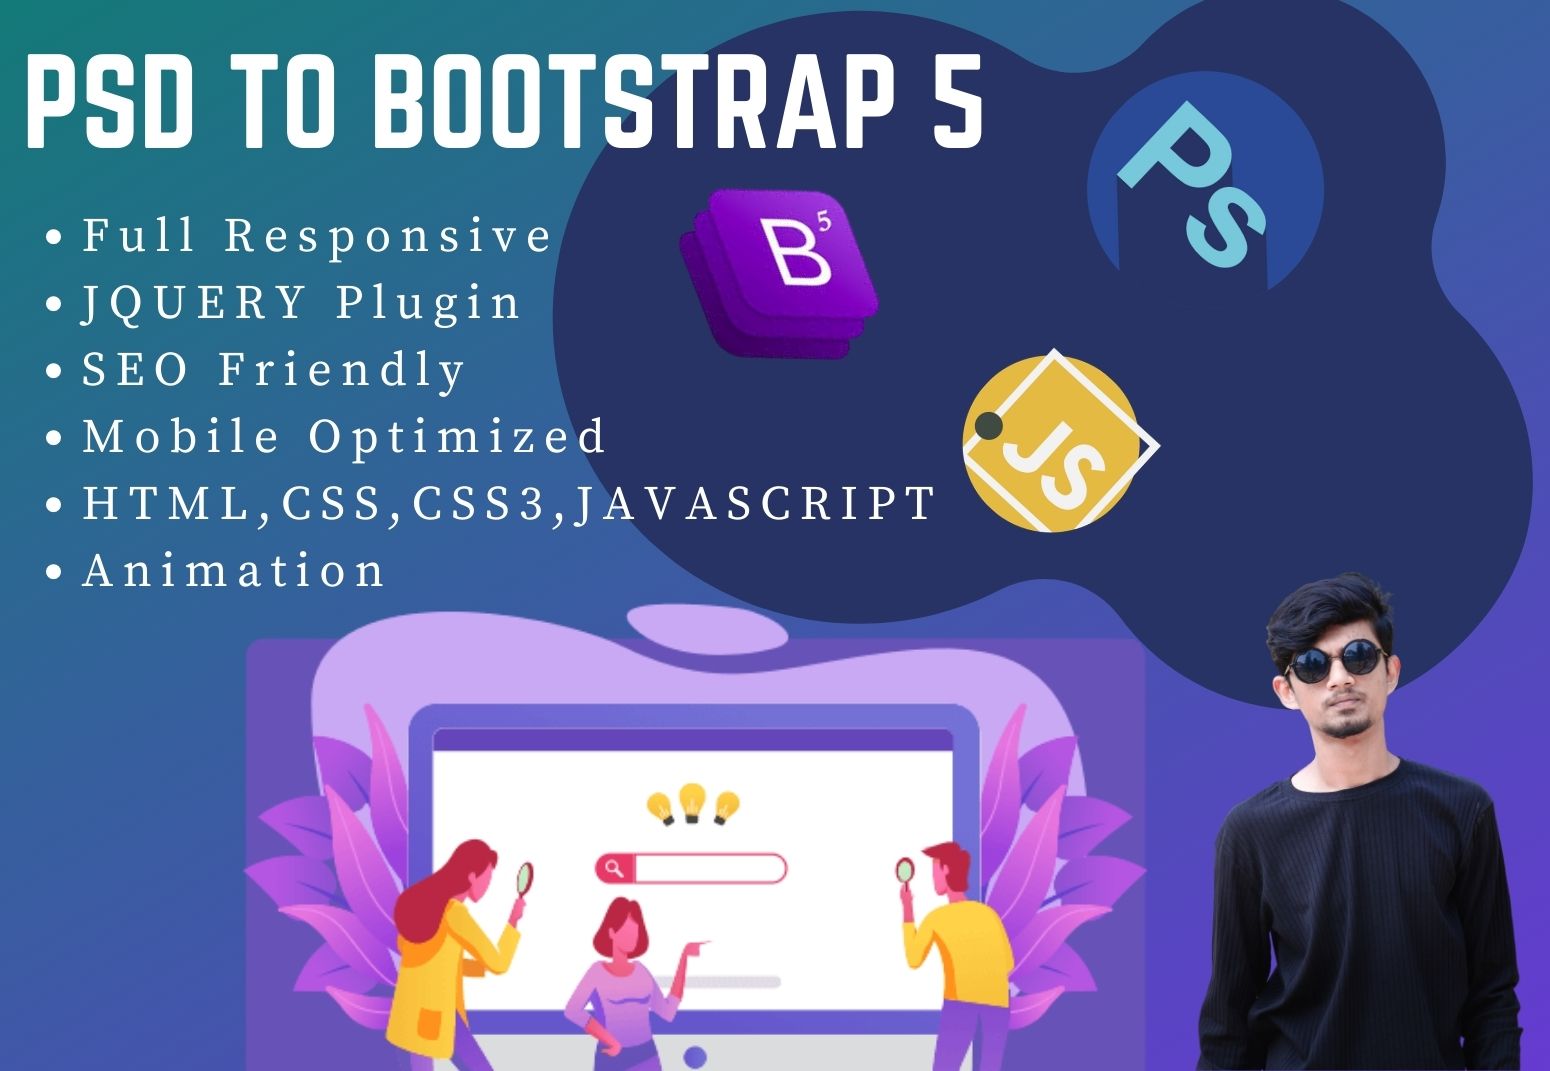 PSD TO BOOTSTRAP 5
Full Responsive
JQUERY Plugin
SEO Friendly
Mobile Optimized
HTML,CSS,CSS3,JAVASCRIPT
Animation
B5
Ps
JS